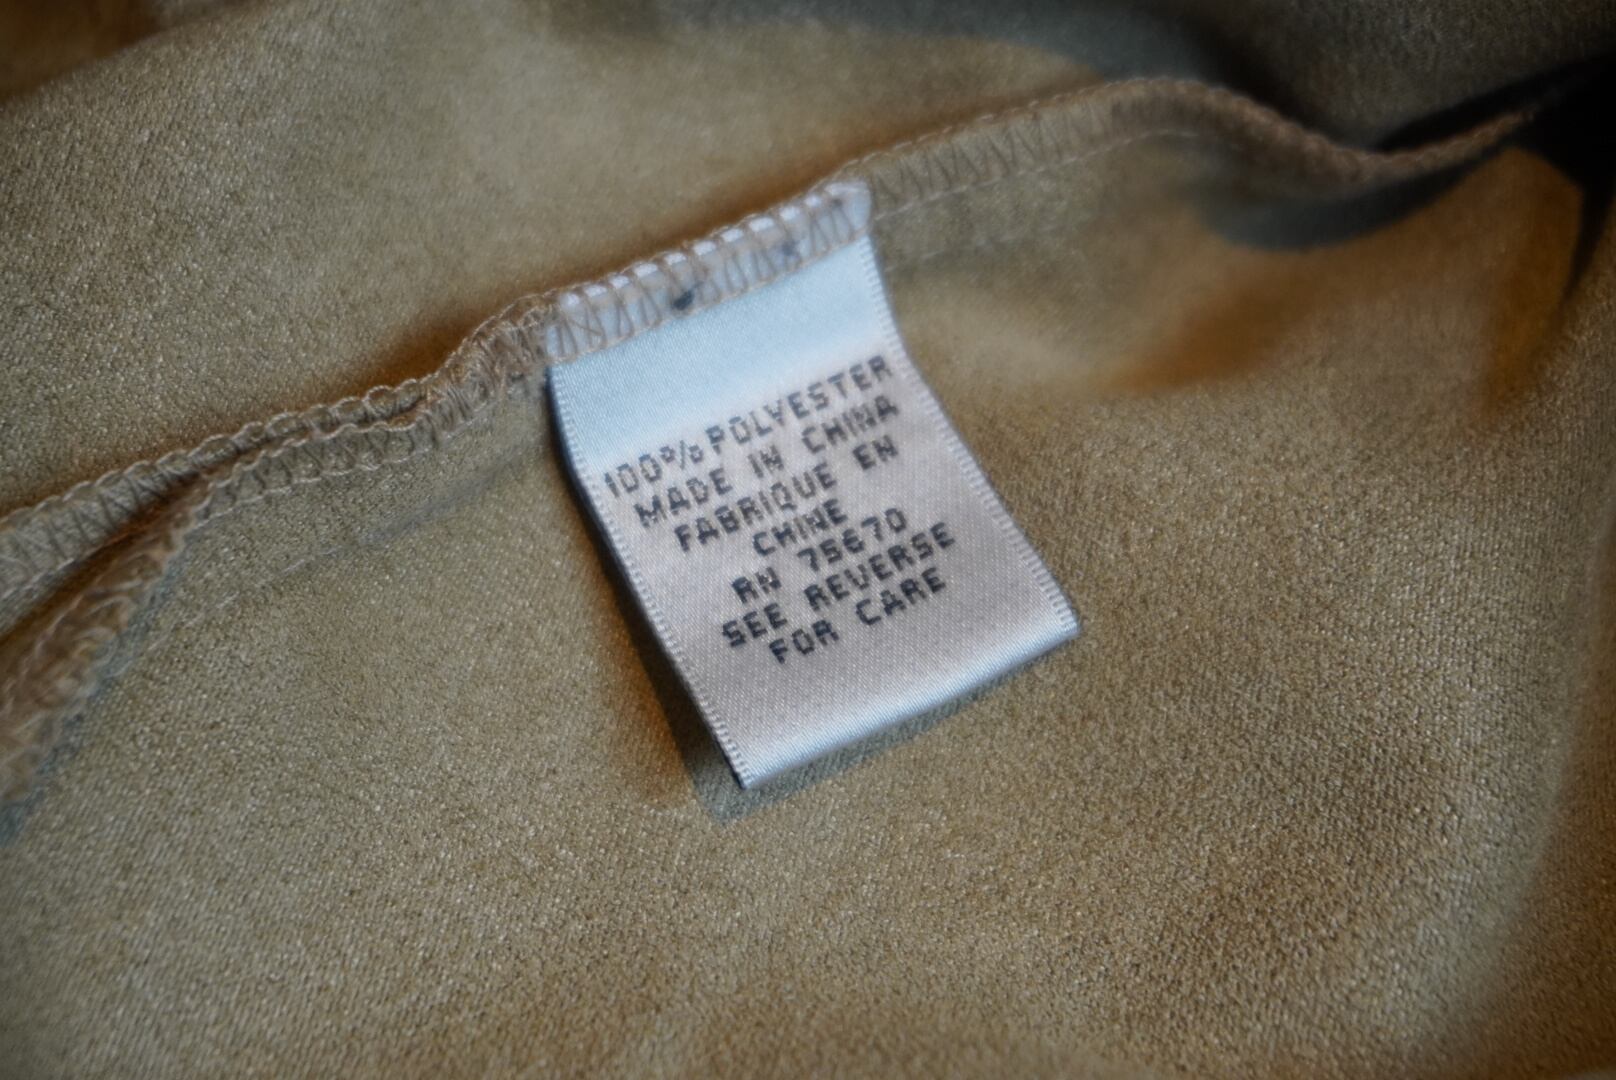 100% POLYESTER
MADE IN CHINA
FABRIQUE EN
CHINE
RN 75670
SEE REVERSE
FOR CARE